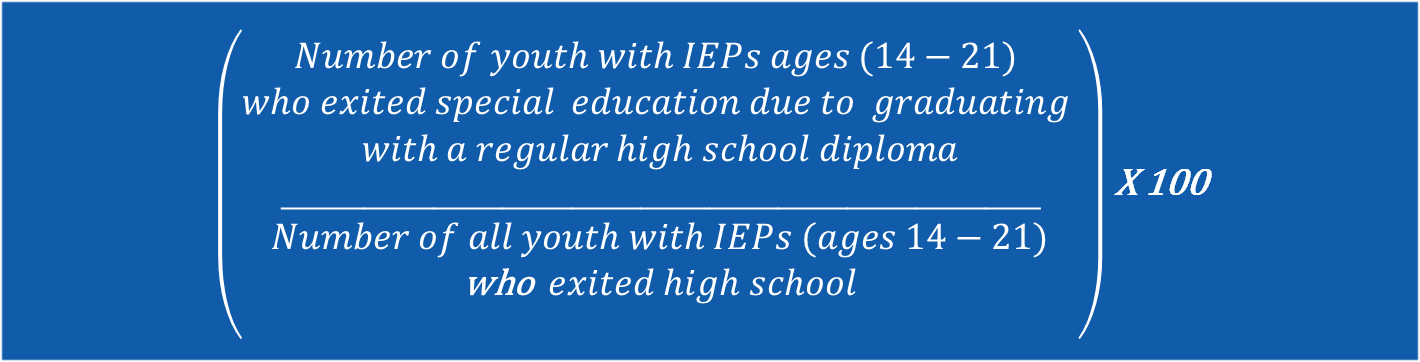 Number of youth with IEPs ages (14 − 21)
who exited special education due to graduating
with a regular high school diploma
Number of all youth with IEPs (ages 14 − 21)
who exited high school
X 100